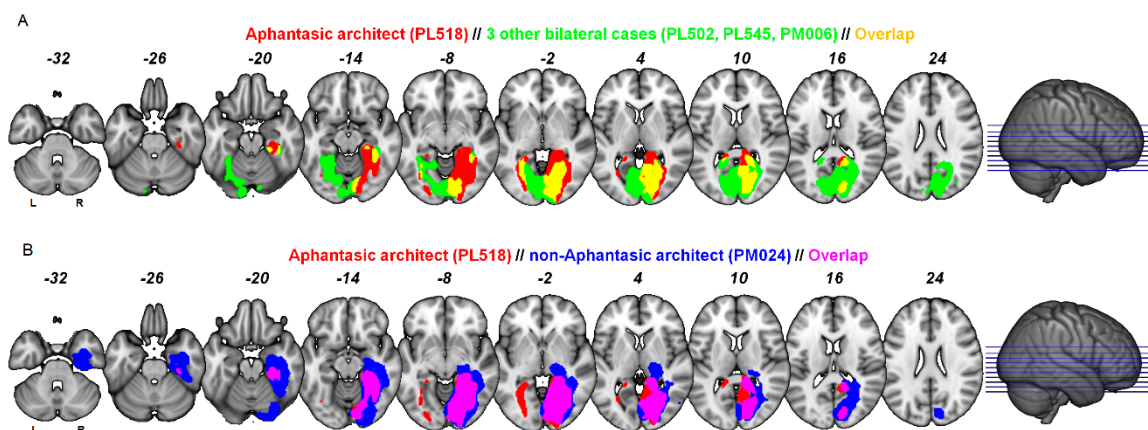 A
Aphantasic architect (PL518) // 3 other bilateral cases (PL502, PL545, PM006) // Overlap
-32 -26 -20 -14 -8 -2 4 10 16 24
L R
B
Aphantasic architect (PL518) // non-Aphantasic architect (PM024) // Overlap
-32 -26 -20 -14 -8 -2 4 10 16 24